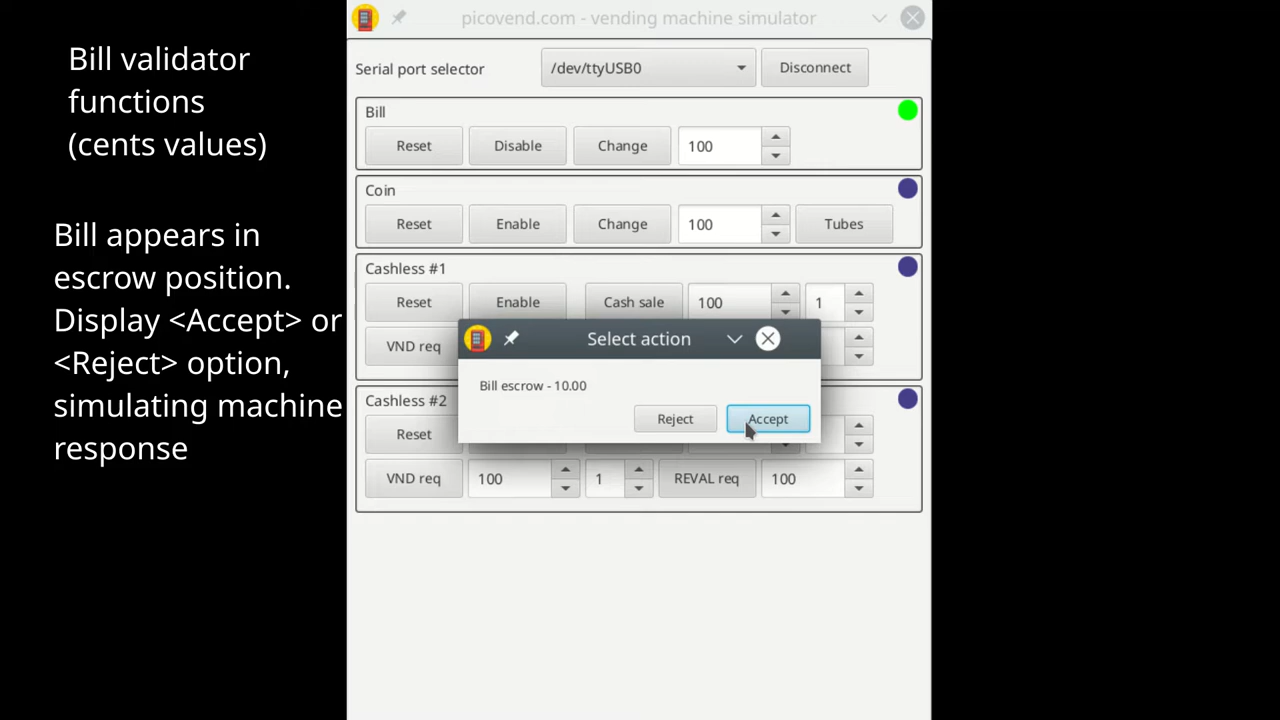 Bill validator
functions
(cents values)
Bill appears in
escrow position.
Display <Accept> or
<Reject> option,
simulating machine
response
picovend.com - vending machine simulator
Serial port selector
/dev/ttyUSB0
Disconnect
Bill
Reset
Disable
Change
100
Coin
Reset
Enable
Change
100
Tubes
Cashless #1
Reset
Enable
Cash sale
100
1
VND req
Select action
Bill escrow - 10.00
Reject
Accept
Cashless #2
Reset
VND req
100
1
REVAL req
100